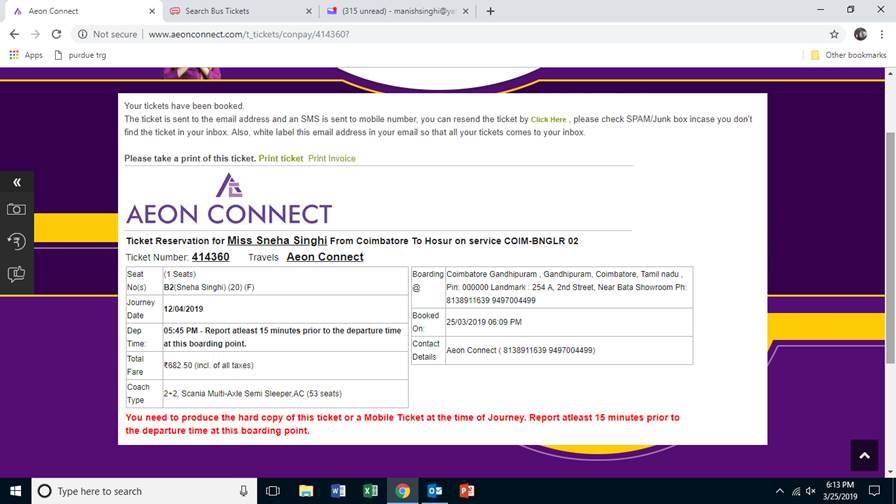 Aeon Connect
Search Bus Tickets
(315 unread) - manishsinghi@ye
Not secure | www.aeonconnect.com/t_tickets/conpay/414360?
Apps
purdue trg
Other bookmarks
Your tickets have been booked.
The ticket is sent to the email address and an SMS is sent to mobile number, you can resend the ticket by Click Here , please check SPAM/Junk box incase you don't
find the ticket in your inbox. Also, white label this email address in your email so that all your tickets comes to your inbox.
Please take a print of this ticket. Print ticket Print Invoice
AEON CONNECT
Ticket Reservation for Miss Sneha Singhi From Coimbatore To Hosur on service COIM-BNGLR 02
Ticket Number: 414360 Travels Aeon Connect
Seat
No(s)
(1 Seats)
B2(Sneha Singhi) (20) (F)
Journey
Date
12/04/2019
Dep
Time:
05:45 PM - Report atleast 15 minutes prior to the departure time
at this boarding point.
Total
Fare
₹682.50 (incl. of all taxes)
Coach
Type
2+2, Scania Multi-Axle Semi Sleeper,AC (53 seats)
Boarding
@
Coimbatore Gandhipuram , Gandhipuram, Coimbatore, Tamil nadu ,
Pin: 000000 Landmark : 254 A, 2nd Street, Near Bata Showroom Ph:
8138911639 9497004499
Booked
On:
25/03/2019 06:09 PM
Contact
Details
Aeon Connect ( 8138911639 9497004499)
You need to produce the hard copy of this ticket or a Mobile Ticket at the time of Journey. Report atleast 15 minutes prior to
the departure time at this boarding point.
Type here to search
6:13 PM
3/25/2019